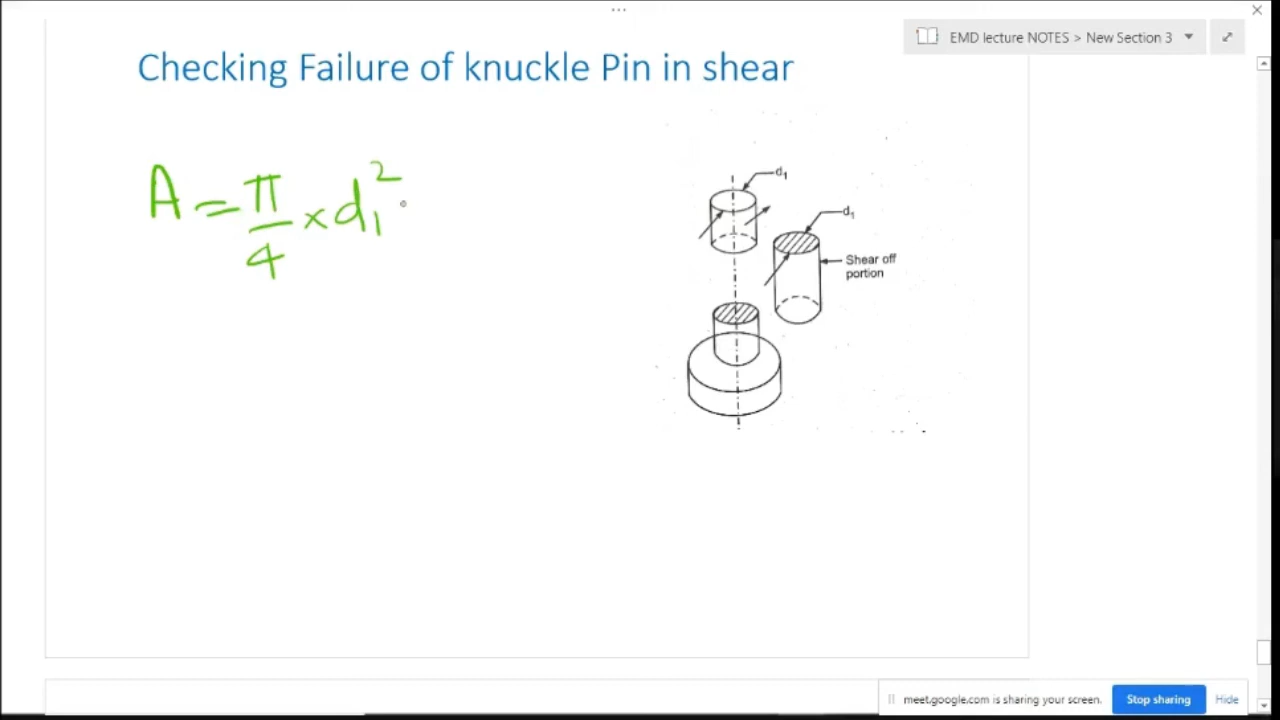 EMD lecture NOTES > New Section 3
Checking Failure of knuckle Pin in shear
A = π/4 × d₁²
d₁
d₁
Shear off
portion
meet.google.com is sharing your screen.
Stop sharing
Hide